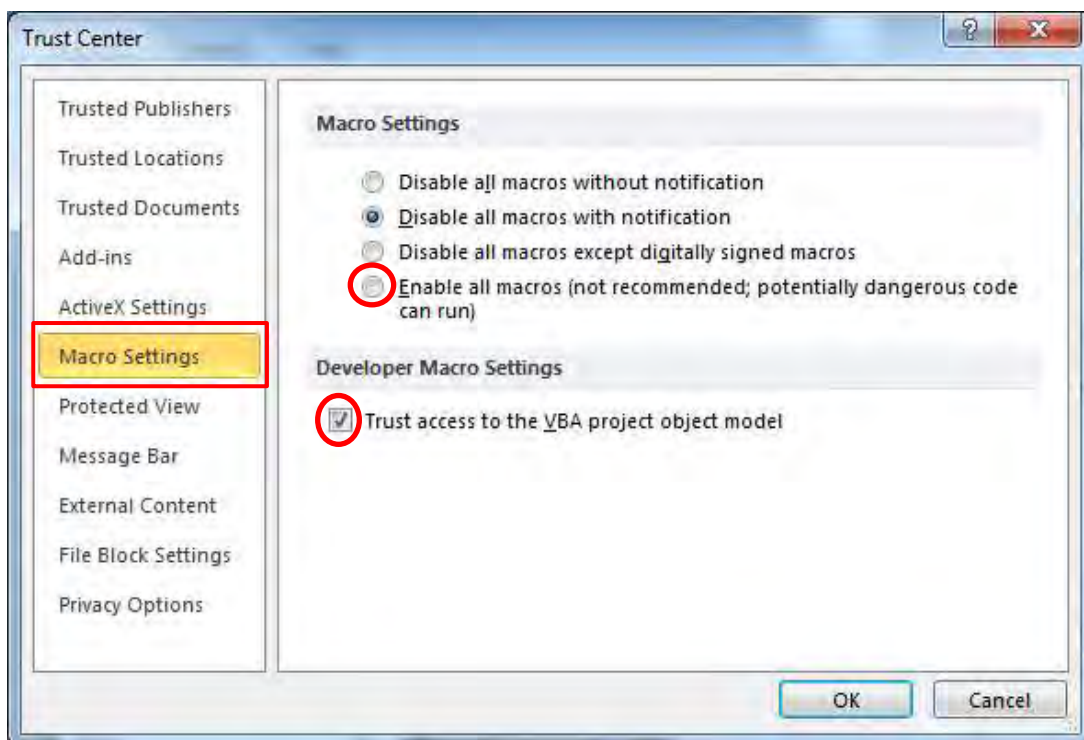 Trust Center
Trusted Publishers
Trusted Locations
Trusted Documents
Add-ins
ActiveX Settings
Macro Settings
Protected View
Message Bar
External Content
File Block Settings
Privacy Options
Macro Settings
Disable all macros without notification
Disable all macros with notification
Disable all macros except digitally signed macros
Enable all macros (not recommended; potentially dangerous code
can run)
Developer Macro Settings
Trust access to the VBA project object model
OK
Cancel